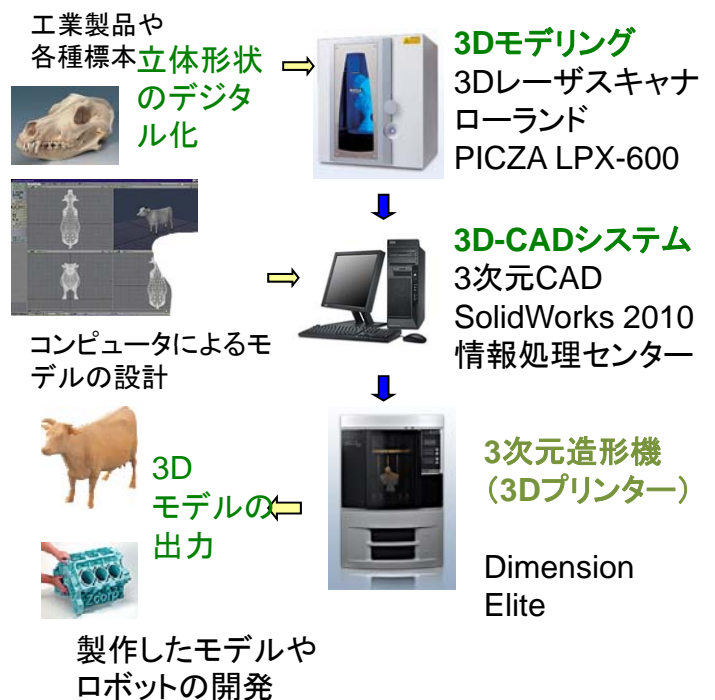 工業製品や
各種標本
立体形状
のデジタ
ル化
3Dモデリング
3Dレーザスキャナ
ローランド
PICZA LPX-600
3D-CADシステム
3次元CAD
SolidWorks 2010
情報処理センター
コンピュータによるモ
デルの設計
3D
モデルの
出力
3次元造形機
（3Dプリンター）
Dimension
Elite
Zcorp
製作したモデルや
ロボットの開発